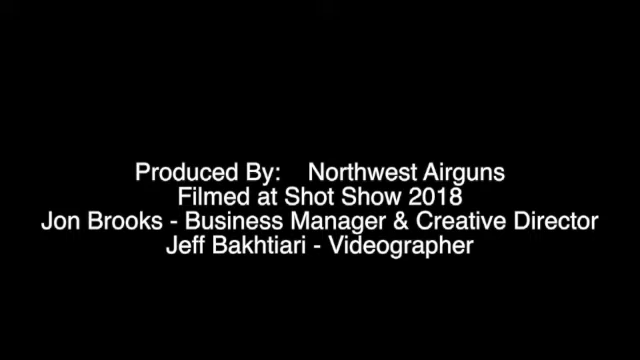 Produced By: Northwest Airguns
Filmed at Shot Show 2018
Jon Brooks - Business Manager & Creative Director
Jeff Bakhtiari - Videographer